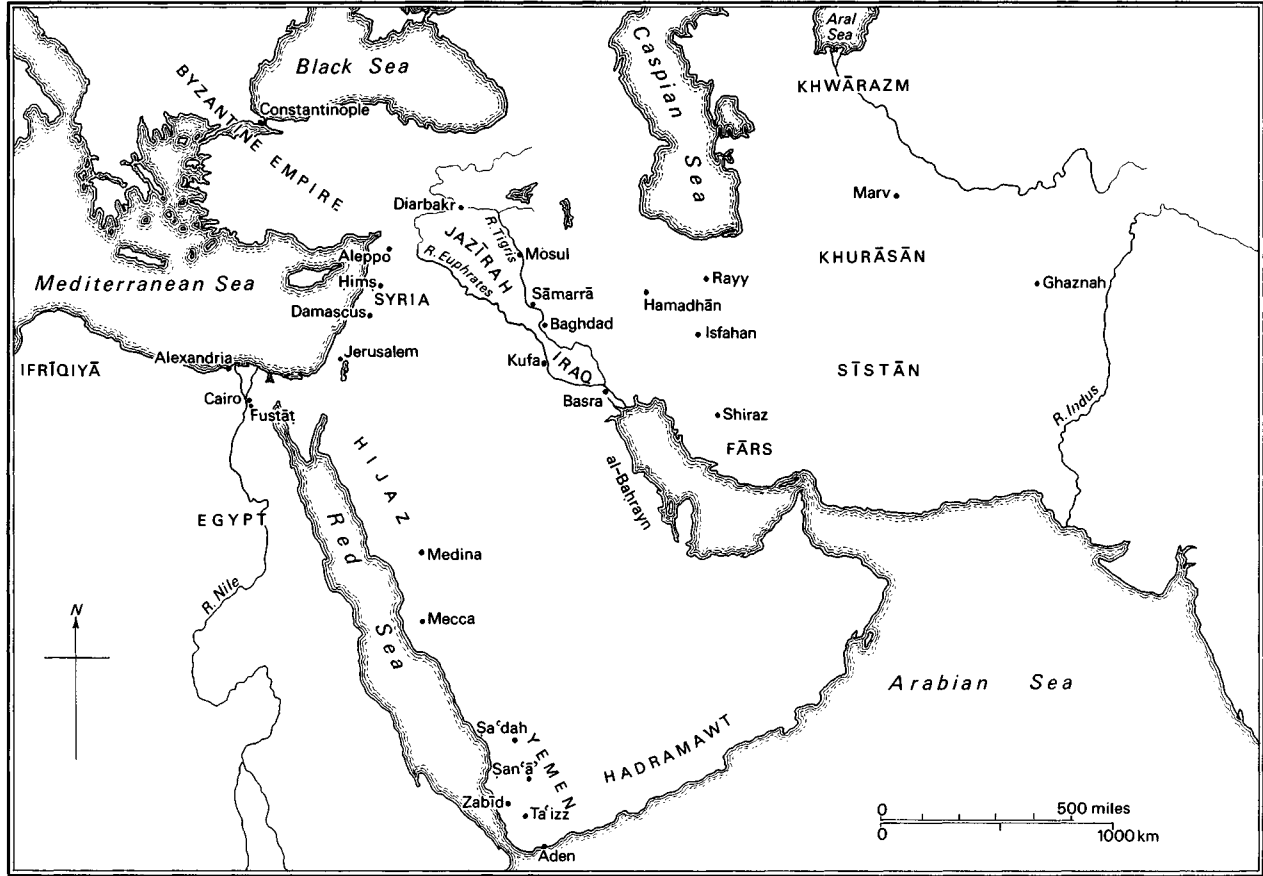 Aral
Sea
Caspian
Sea
Black Sea
KHWĀRAZM
BYZANTINE EMPIRE
Constantinople
Marv
Diarbakr
R. Tigris
JAZĪRAH
Mosul
R. Euphrates
Aleppo
KHURĀSĀN
Mediterranean Sea
Hims
SYRIA
Rayy
Ghaznah
Hamadhān
Sāmarrā
Damascus
Baghdad
Isfahan
Alexandria
Jerusalem
IFRĪQIYĀ
Kufa
IRAQ
SĪSTĀN
Cairo
Basra
Fustāṭ
Shiraz
R. Indus
FĀRS
HIJAZ
al-Baḥrayn
EGYPT
Red
Sea
Medina
R. Nile
N
Mecca
Arabian Sea
Ṣaʿdah
YEMEN
HADRAMAWT
Ṣanʿāʾ
Zabīd
Taʿizz
0 500 miles
0 1000 km
Aden